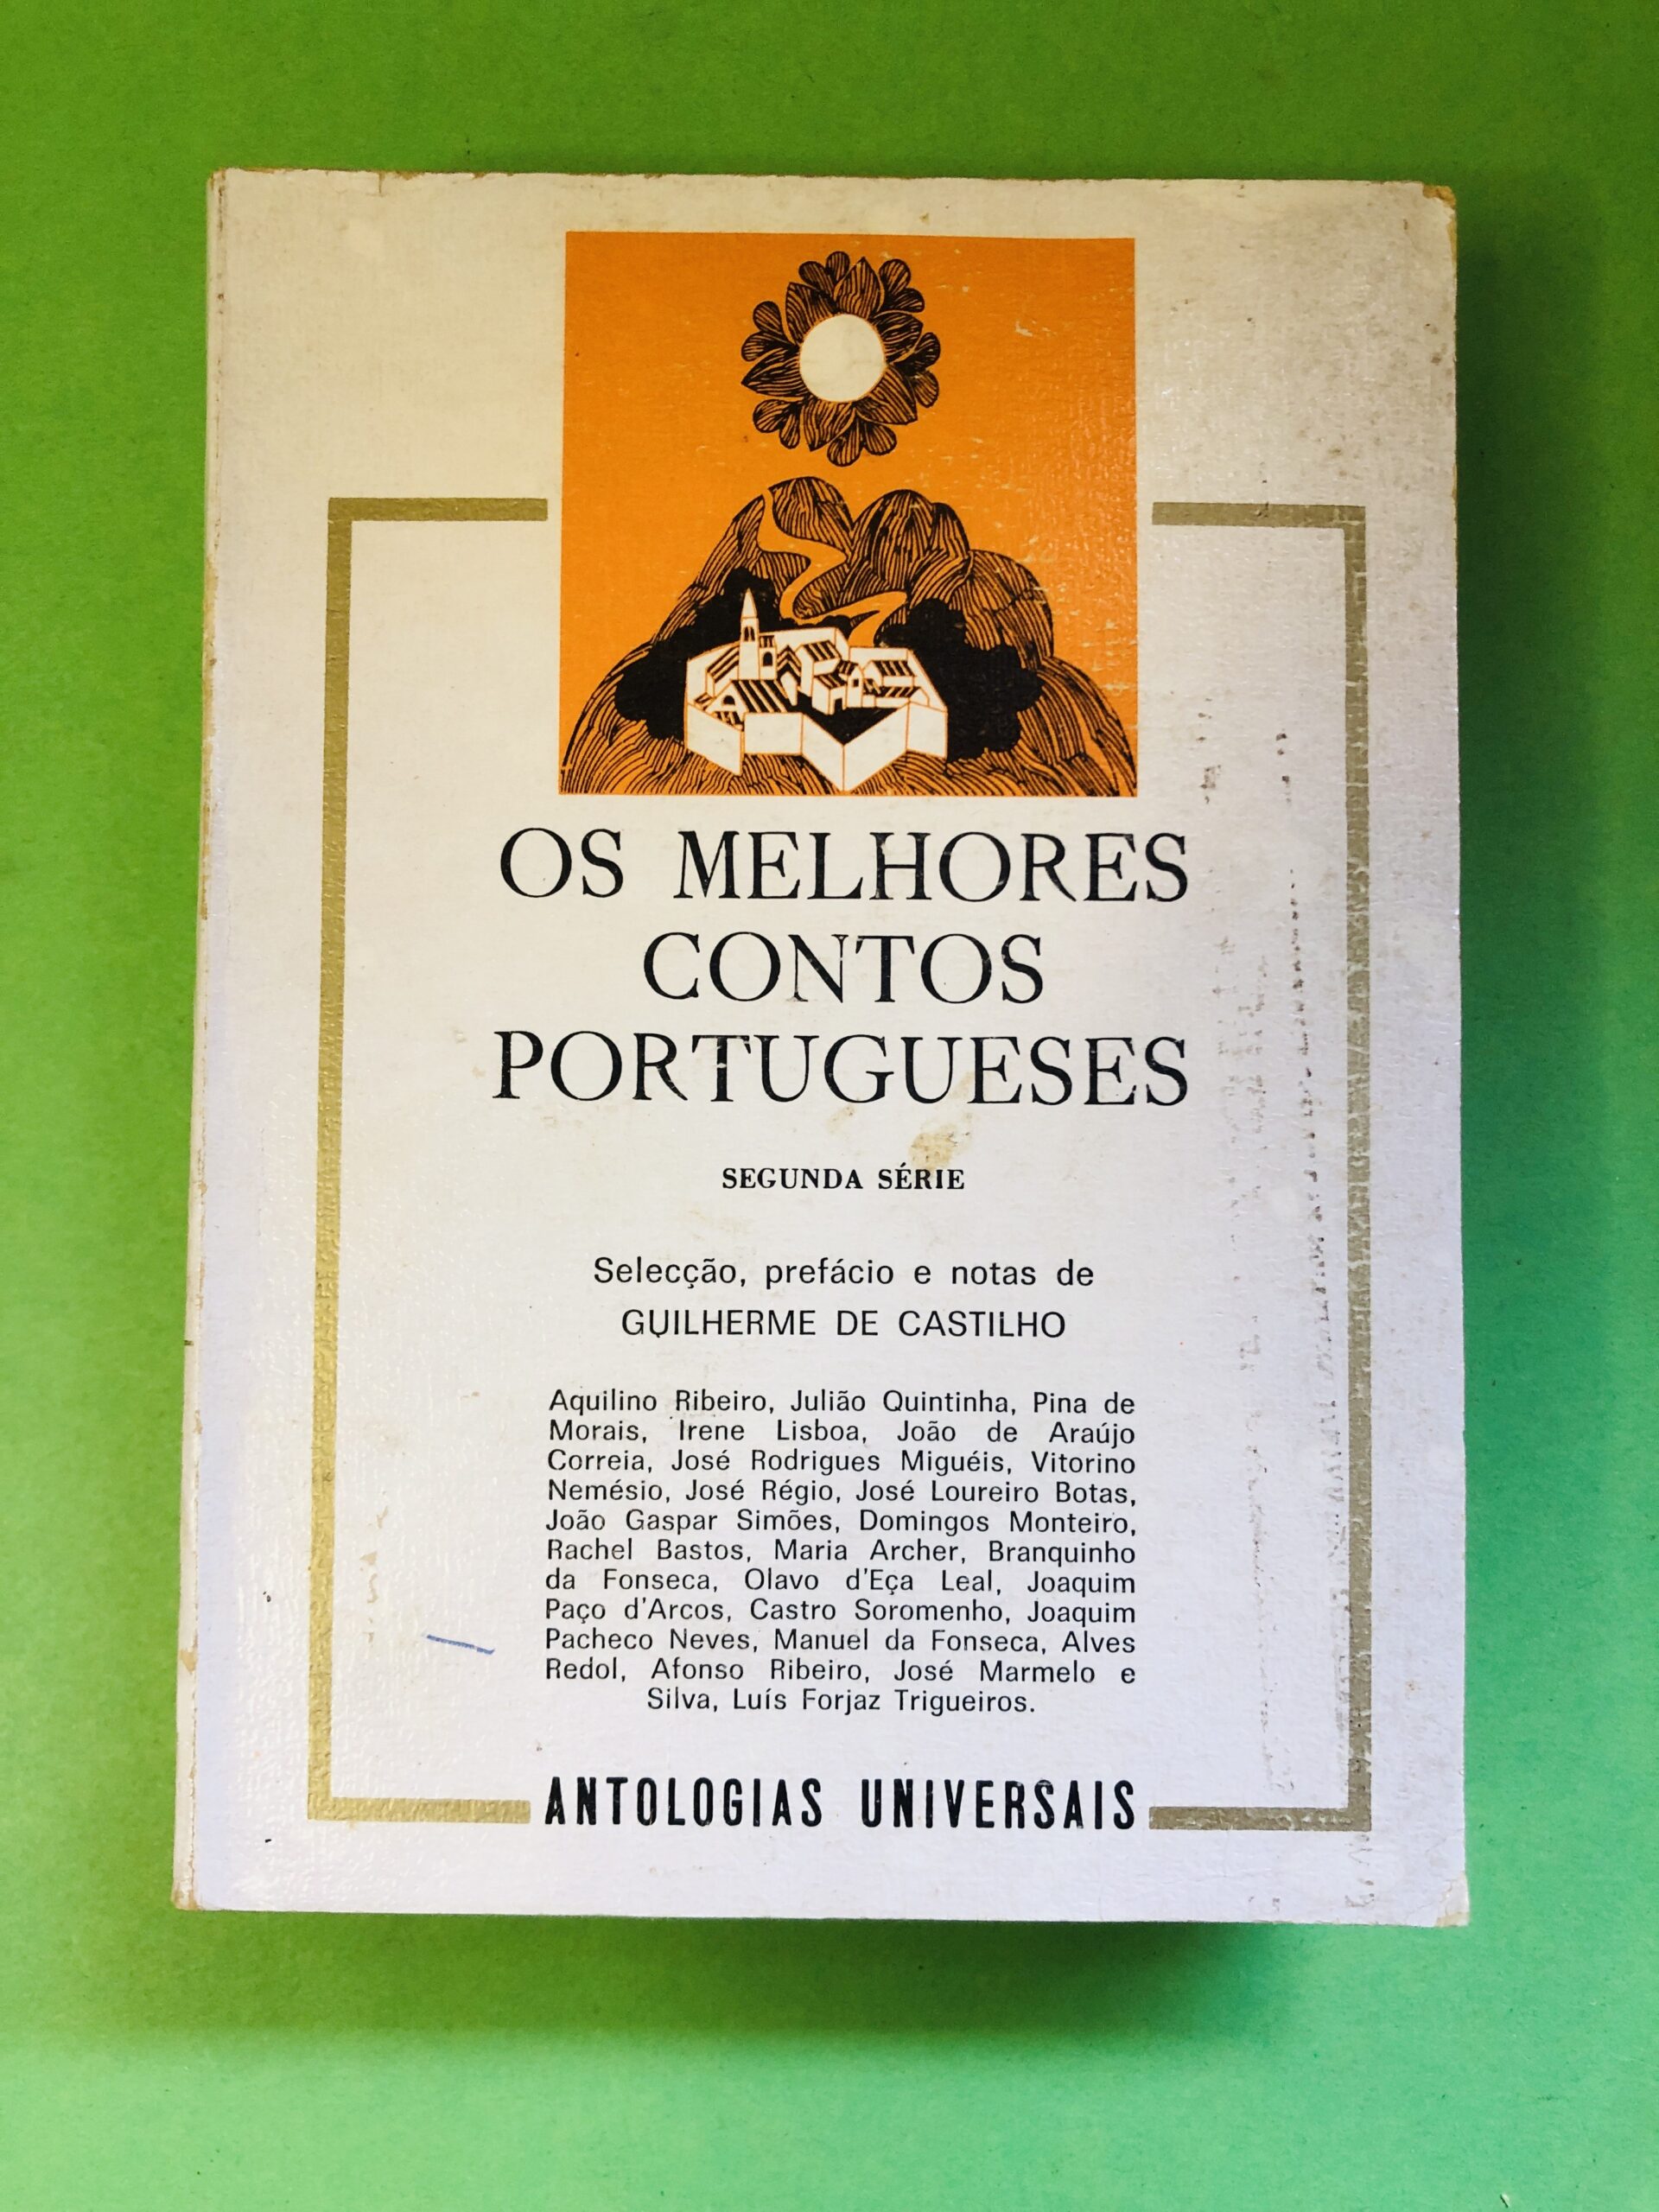 OS MELHORES
CONTOS
PORTUGUESES
SEGUNDA SÉRIE
Selecção, prefácio e notas de
GUILHERME DE CASTILHO
Aquilino Ribeiro, Julião Quintinha, Pina de
Morais, Irene Lisboa, João de Araújo
Correia, José Rodrigues Miguéis, Vitorino
Nemésio, José Régio, José Loureiro Botas,
João Gaspar Simões, Domingos Monteiro,
Rachel Bastos, Maria Archer, Branquinho
da Fonseca, Olavo d'Eça Leal, Joaquim
Paço d'Arcos, Castro Soromenho, Joaquim
Pacheco Neves, Manuel da Fonseca, Alves
Redol, Afonso Ribeiro, José Marmelo e
Silva, Luís Forjaz Trigueiros.
ANTOLOGIAS UNIVERSAIS